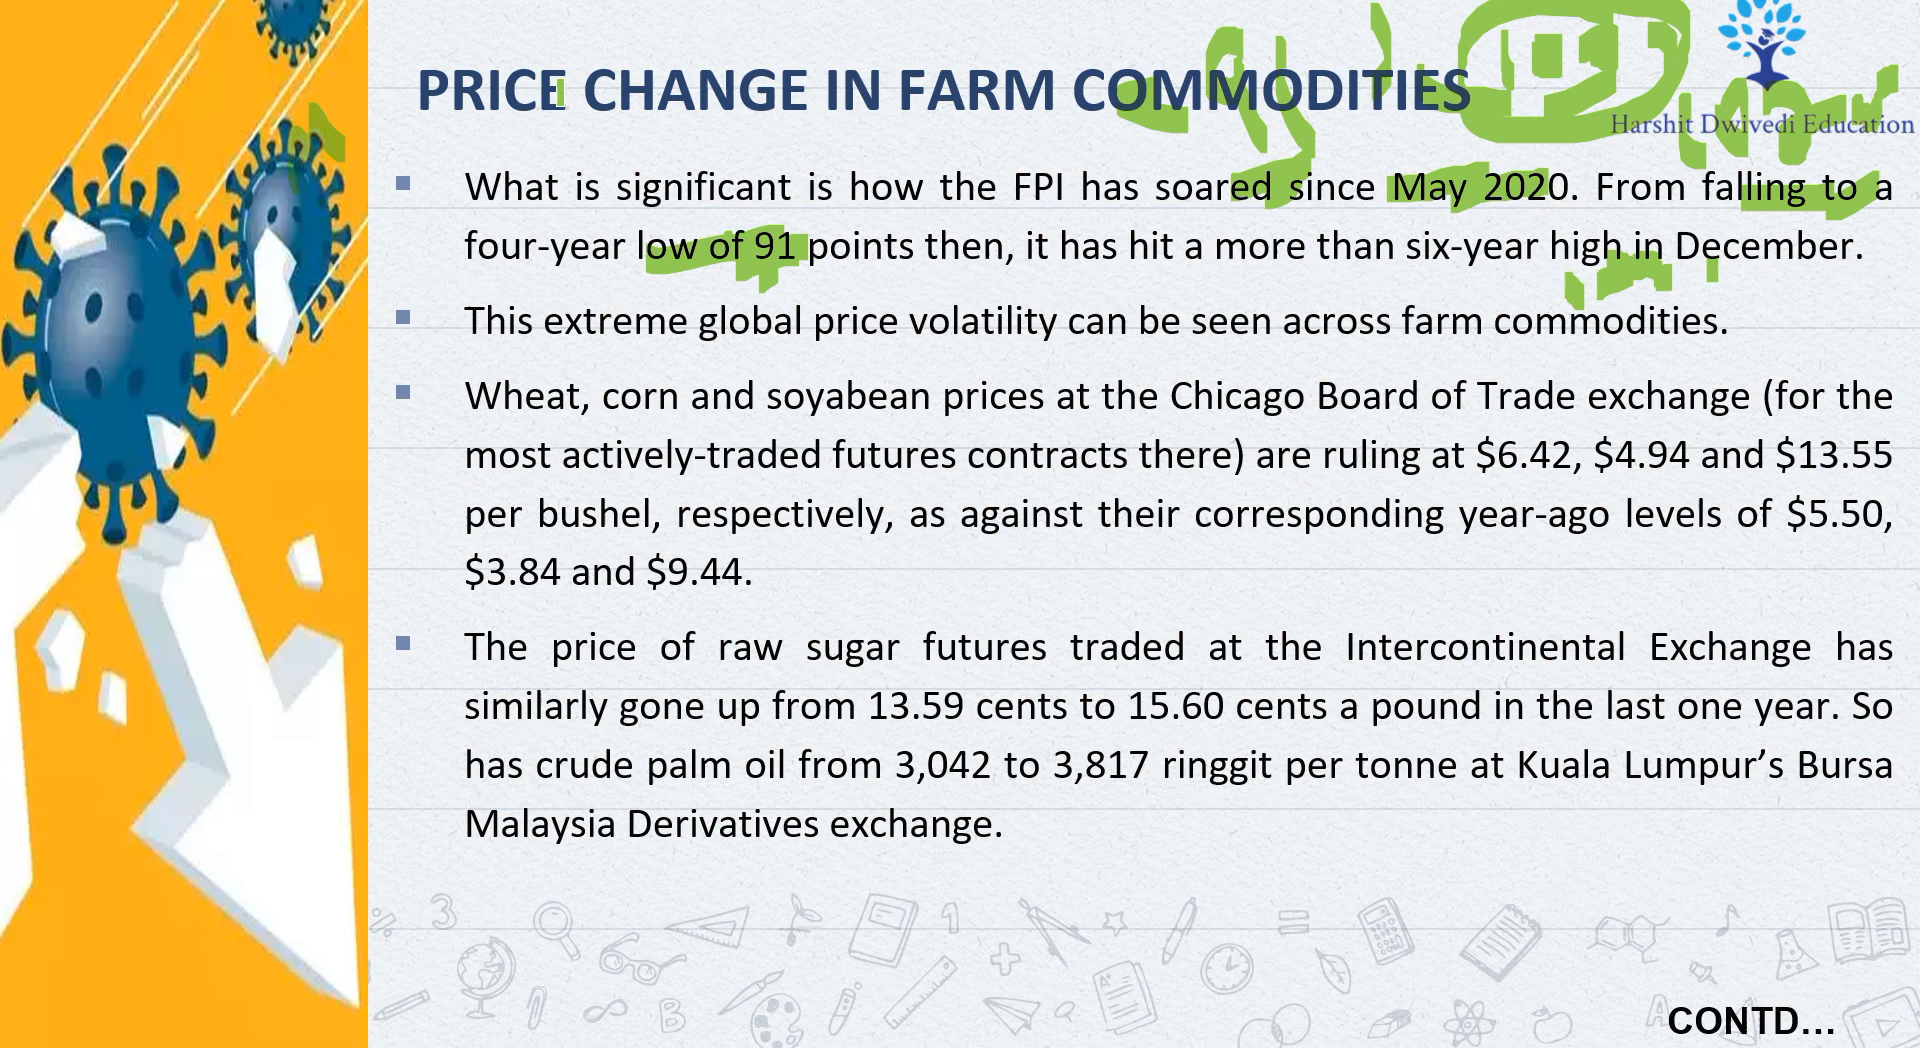 PRICE CHANGE IN FARM COMMODITIES
Harshit Dwivedi Education
What is significant is how the FPI has soared since May 2020. From falling to a
four-year low of 91 points then, it has hit a more than six-year high in December.
This extreme global price volatility can be seen across farm commodities.
Wheat, corn and soyabean prices at the Chicago Board of Trade exchange (for the
most actively-traded futures contracts there) are ruling at $6.42, $4.94 and $13.55
per bushel, respectively, as against their corresponding year-ago levels of $5.50,
$3.84 and $9.44.
The price of raw sugar futures traded at the Intercontinental Exchange has
similarly gone up from 13.59 cents to 15.60 cents a pound in the last one year. So
has crude palm oil from 3,042 to 3,817 ringgit per tonne at Kuala Lumpur’s Bursa
Malaysia Derivatives exchange.
CONTD...